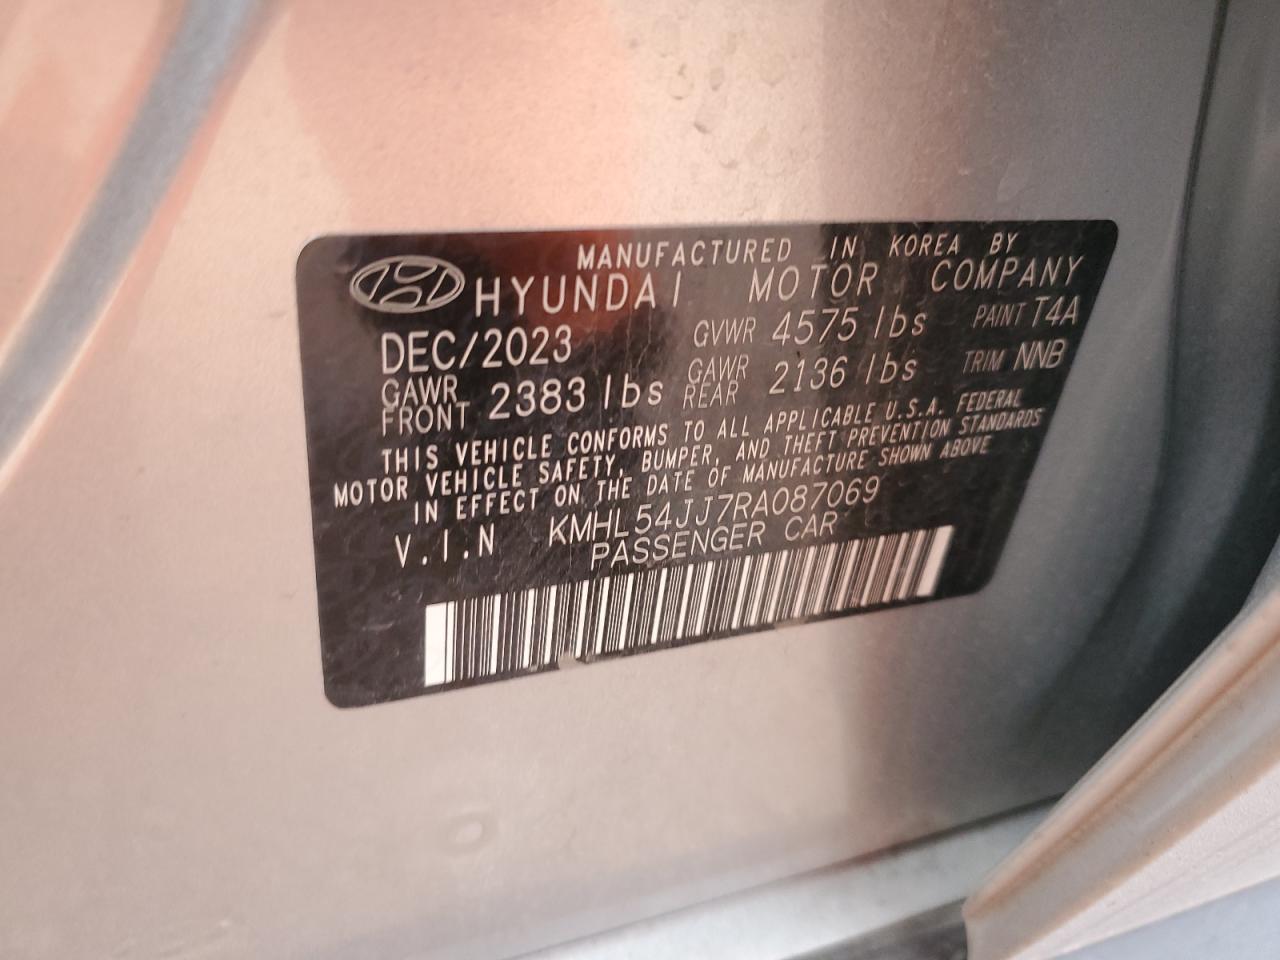 MANUFACTURED IN KOREA BY
HYUNDAI MOTOR COMPANY
DEC/2023 GVWR 4575 lbs PAINT T4A
GAWR FRONT 2383 lbs GAWR REAR 2136 lbs TRIM NNB
THIS VEHICLE CONFORMS TO ALL APPLICABLE U.S.A. FEDERAL
MOTOR VEHICLE SAFETY, BUMPER, AND THEFT PREVENTION STANDARDS
IN EFFECT ON THE DATE OF MANUFACTURE SHOWN ABOVE
V.I.N KMHL54JJ7RA087069
PASSENGER CAR